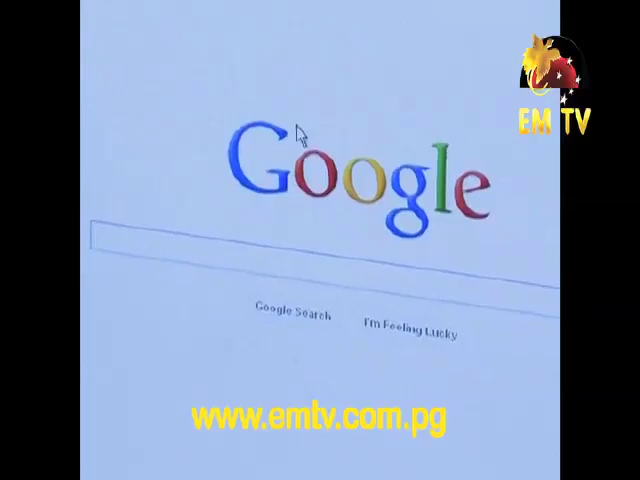 EM TV
Google
Google Search
I'm Feeling Lucky
www.emtv.com.pg